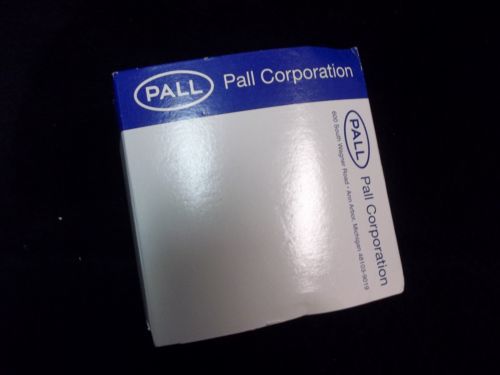 PALL Pall Corporation
PALL Pall Corporation
600 South Wagner Road • Ann Arbor, Michigan 48103-9019